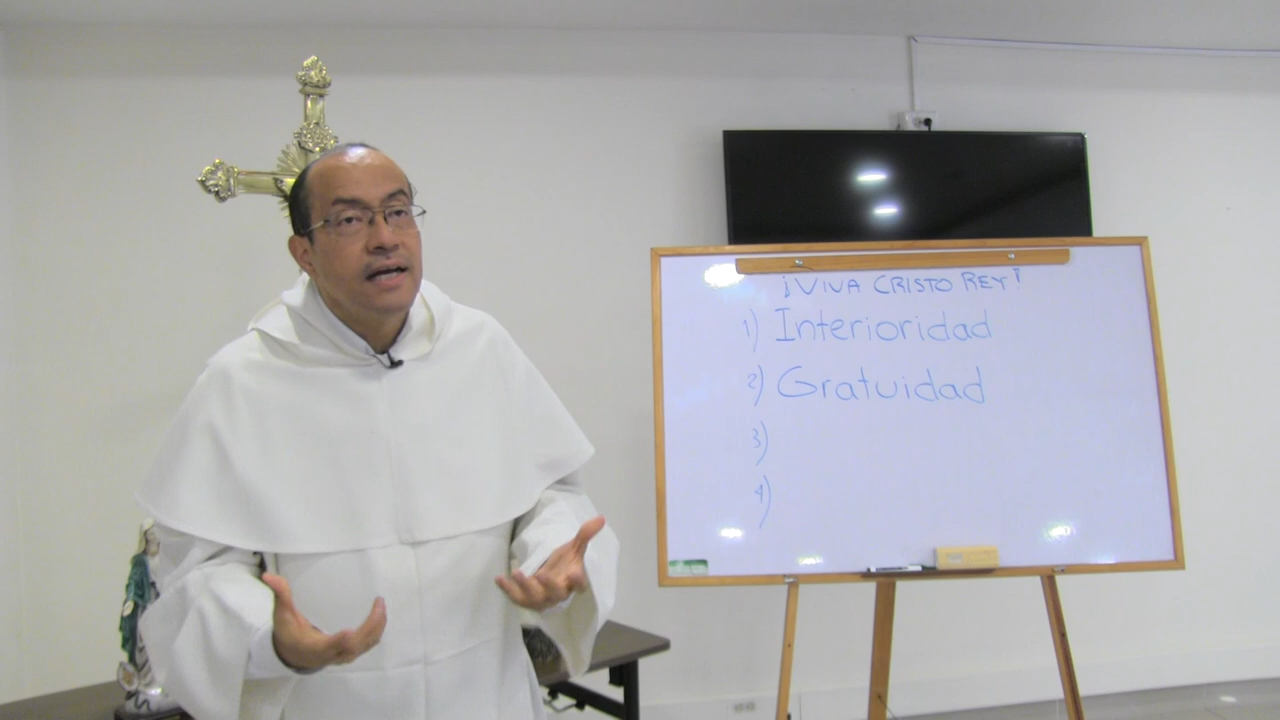 ¡VIVA CRISTO REY!
1) Interioridad
2) Gratuidad
3)
4)